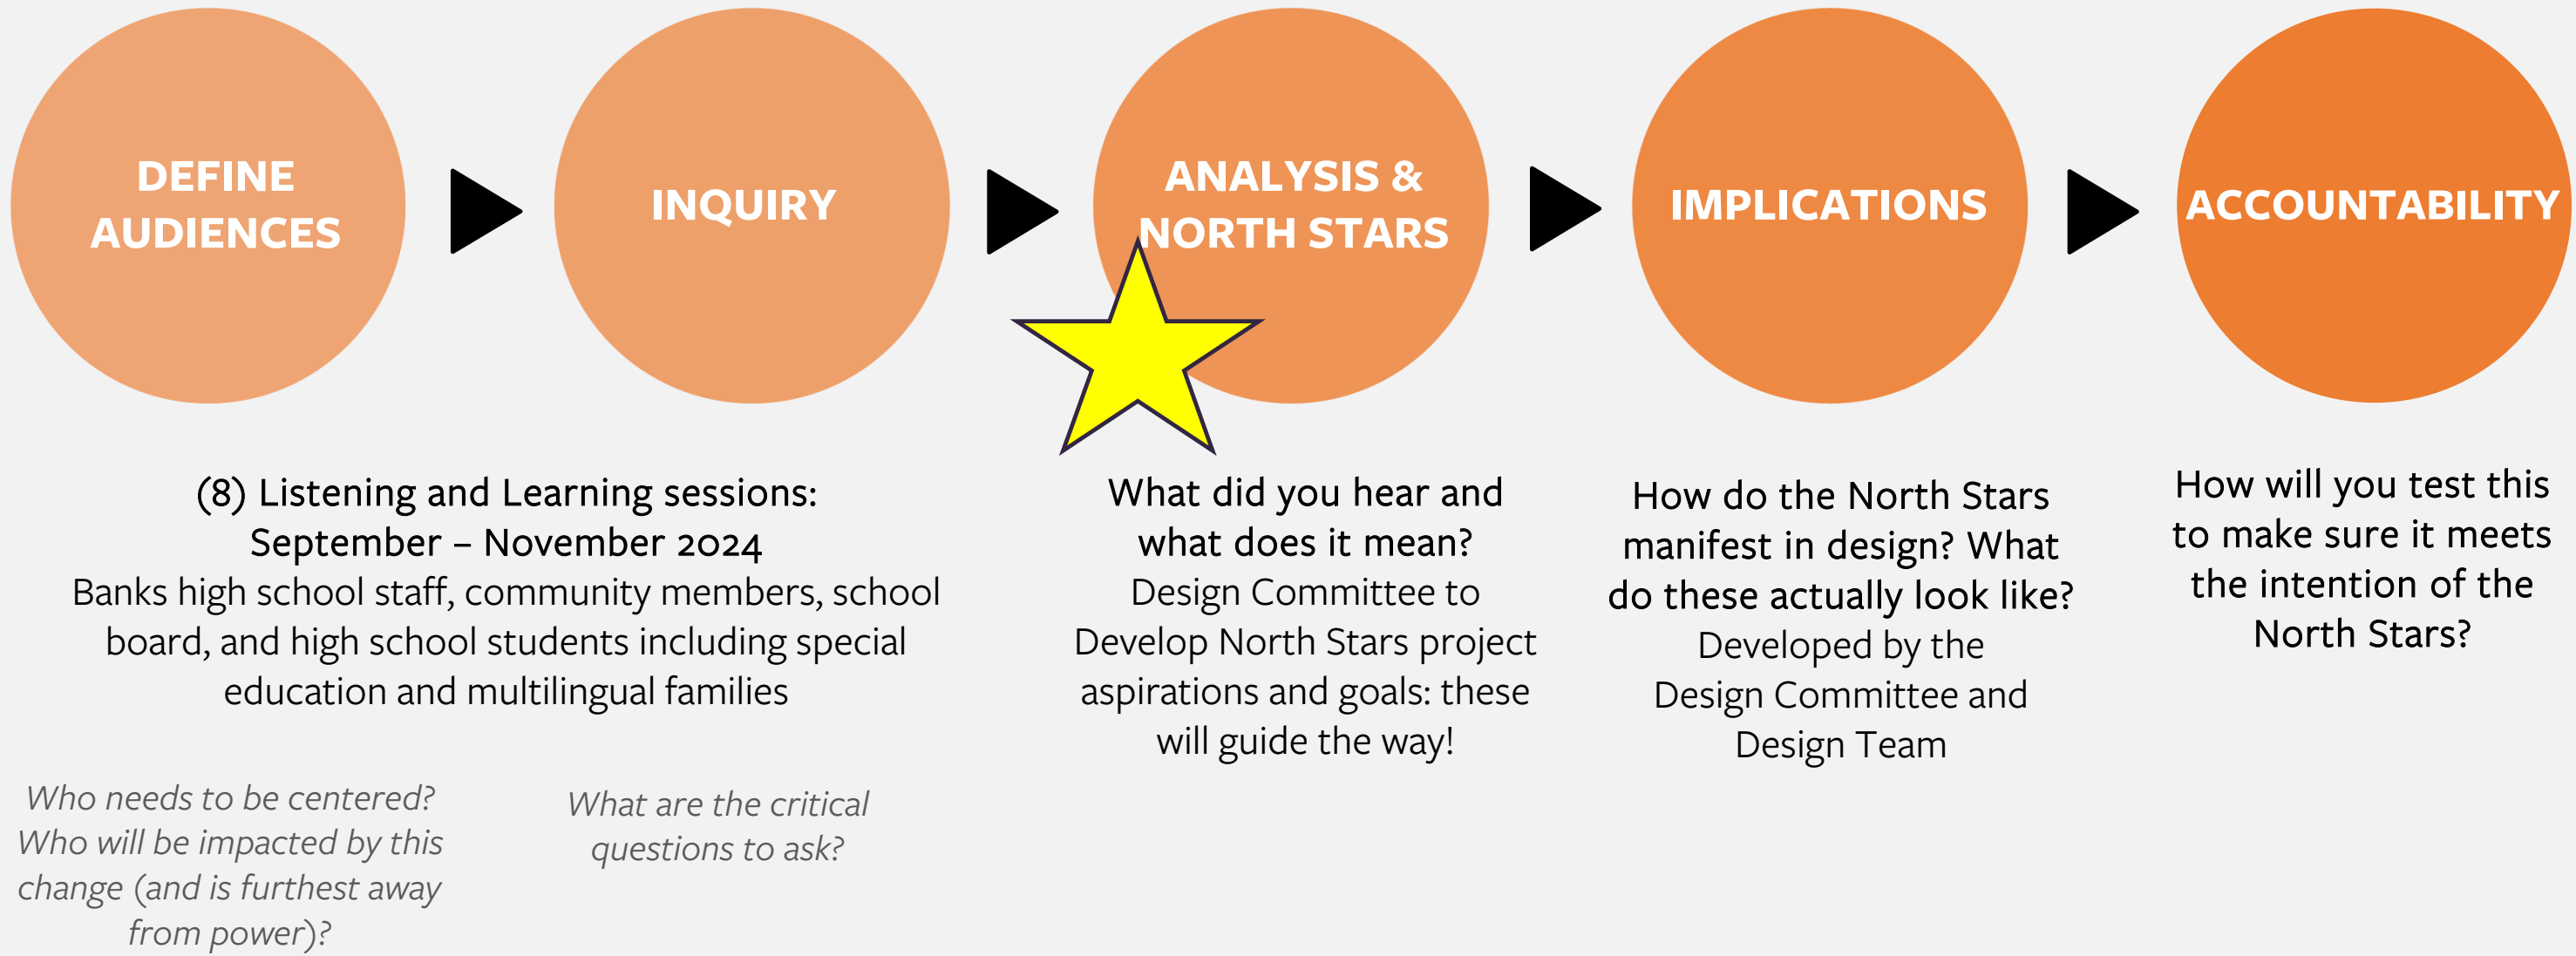 DEFINE
AUDIENCES
INQUIRY
ANALYSIS &
NORTH STARS
IMPLICATIONS
ACCOUNTABILITY
(8) Listening and Learning sessions:
September – November 2024
Banks high school staff, community members, school
board, and high school students including special
education and multilingual families
Who needs to be centered?
Who will be impacted by this
change (and is furthest away
from power)?
What are the critical
questions to ask?
What did you hear and
what does it mean?
Design Committee to
Develop North Stars project
aspirations and goals: these
will guide the way!
How do the North Stars
manifest in design? What
do these actually look like?
Developed by the
Design Committee and
Design Team
How will you test this
to make sure it meets
the intention of the
North Stars?